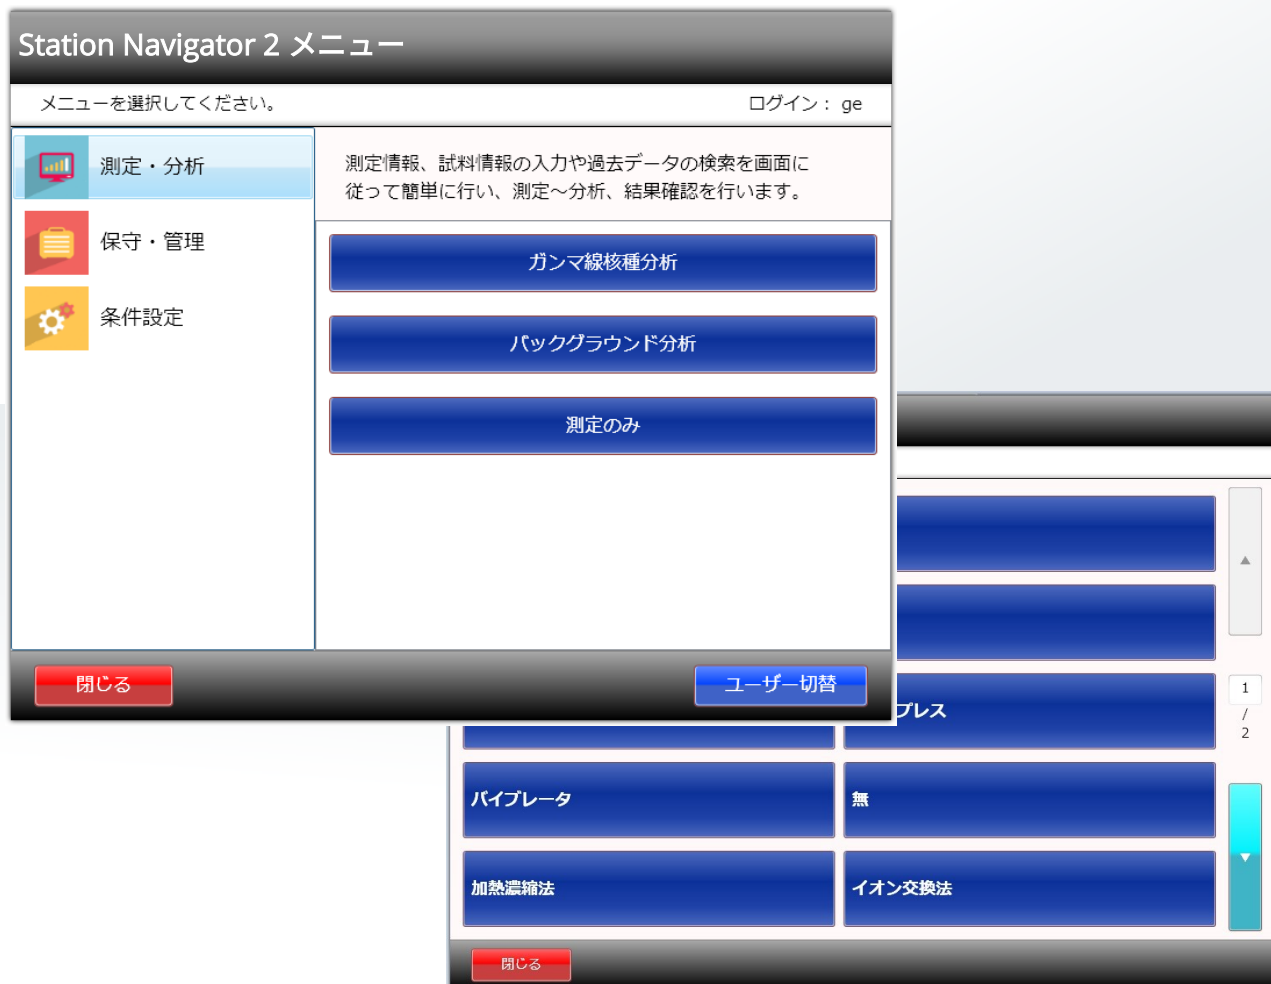 Station Navigator 2 メニュー
メニューを選択してください。
ログイン： ge
測定・分析
保守・管理
条件設定
測定情報、試料情報の入力や過去データの検索を画面に
従って簡単に行い、測定～分析、結果確認を行います。
ガンマ線核種分析
バックグラウンド分析
測定のみ
閉じる
ユーザー切替
プレス
1
/
2
バイブレータ
無
加熱濃縮法
イオン交換法
閉じる